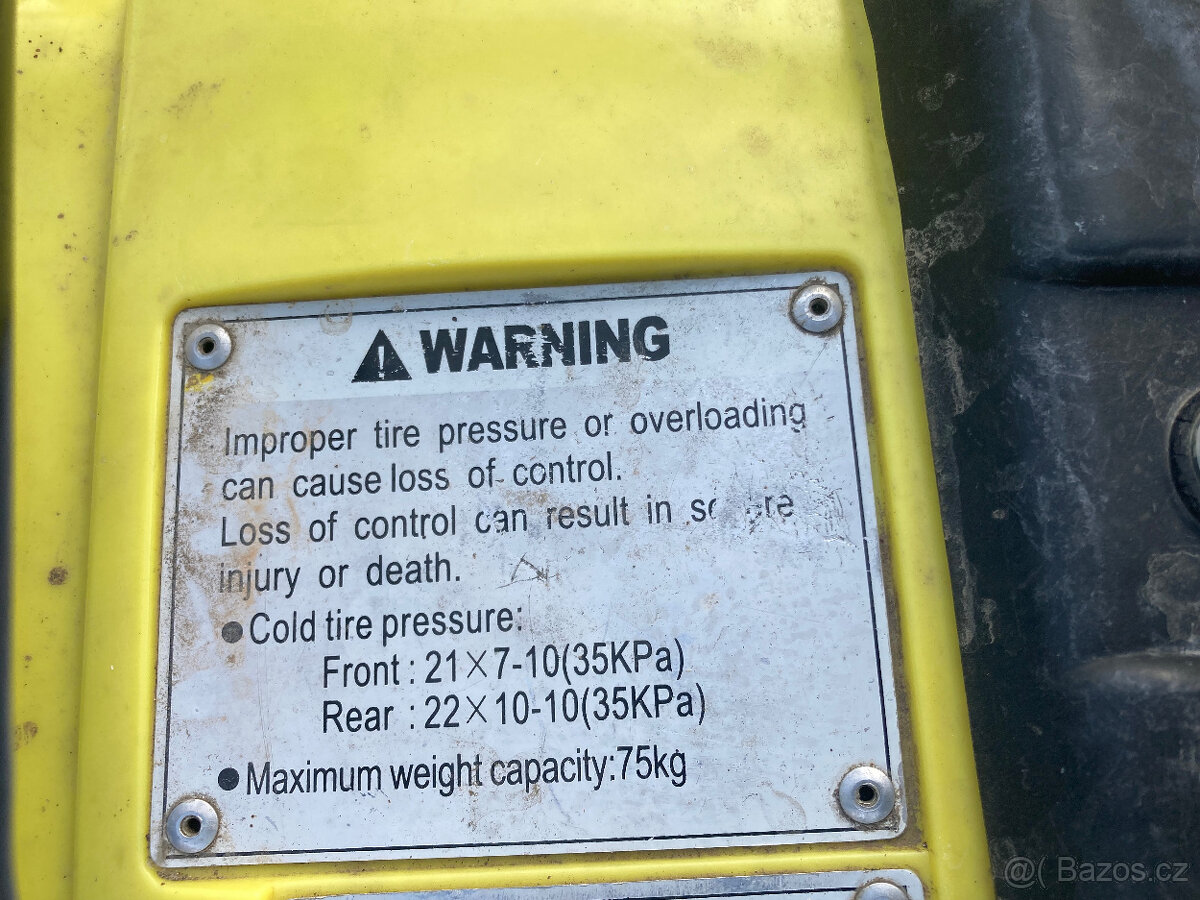 WARNING
Improper tire pressure or overloading
can cause loss of control.
Loss of control can result in
injury or death.
●Cold tire pressure:
Front : 21×7-10(35KPa)
Rear : 22×10-10(35KPa)
●Maximum weight capacity:75kg
@( Bazos.cz